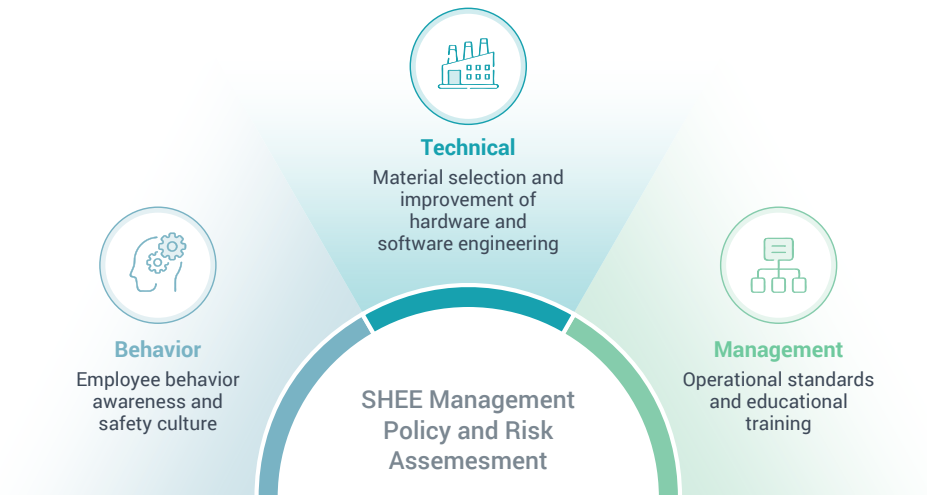 Technical
Material selection and
improvement of
hardware and
software engineering
Behavior
Employee behavior
awareness and
safety culture
Management
Operational standards
and educational
training
SHEE Management
Policy and Risk
Assemesment